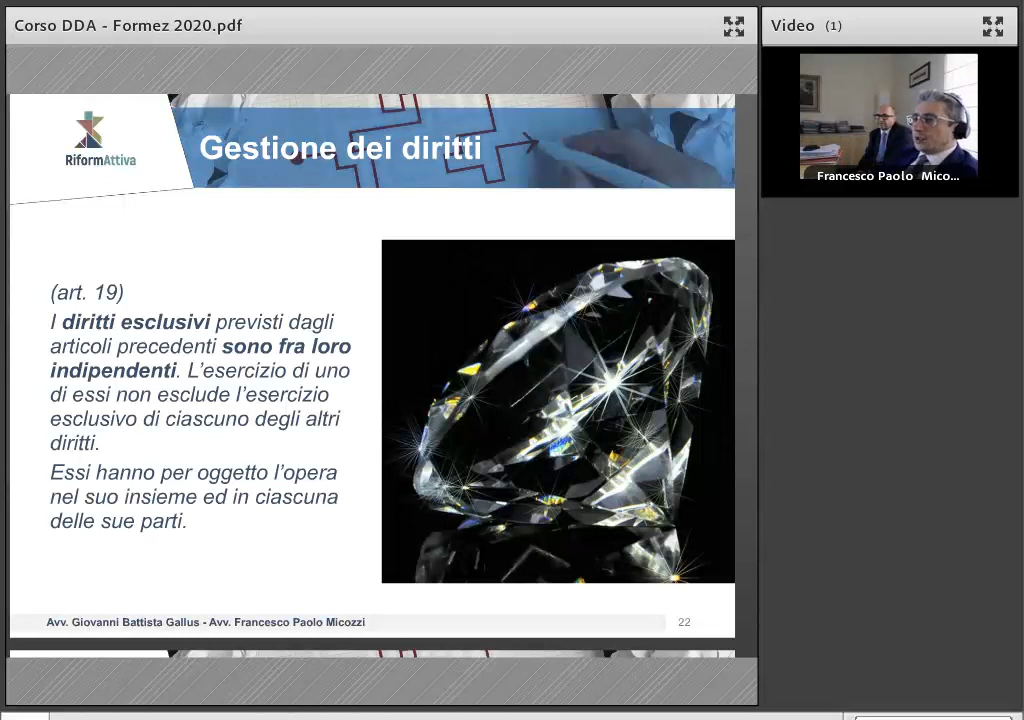 Corso DDA - Formez 2020.pdf
Video (1)
RiformAttiva
Gestione dei diritti
Francesco Paolo Mico...
(art. 19)
I diritti esclusivi previsti dagli
articoli precedenti sono fra loro
indipendenti. L’esercizio di uno
di essi non esclude l’esercizio
esclusivo di ciascuno degli altri
diritti.
Essi hanno per oggetto l’opera
nel suo insieme ed in ciascuna
delle sue parti.
Avv. Giovanni Battista Gallus - Avv. Francesco Paolo Micozzi
22